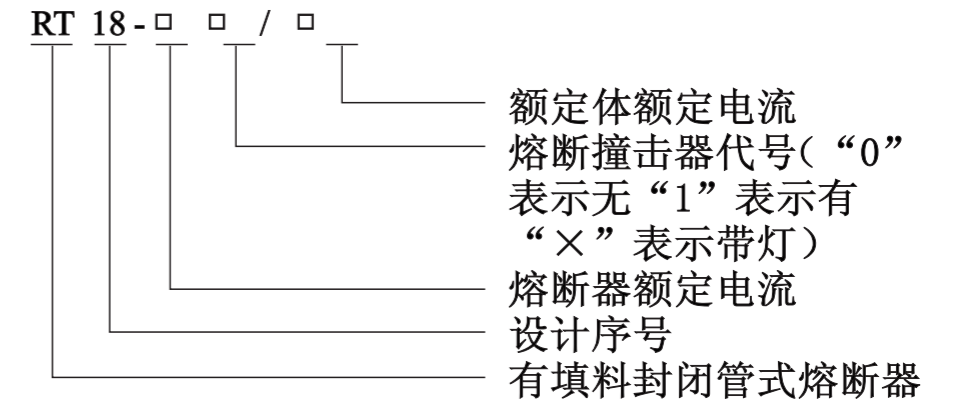 RT 18-□ □/ □
额定体额定电流
熔断撞击器代号(“0”
表示无“1”表示有
“×”表示带灯)
熔断器额定电流
设计序号
有填料封闭管式熔断器